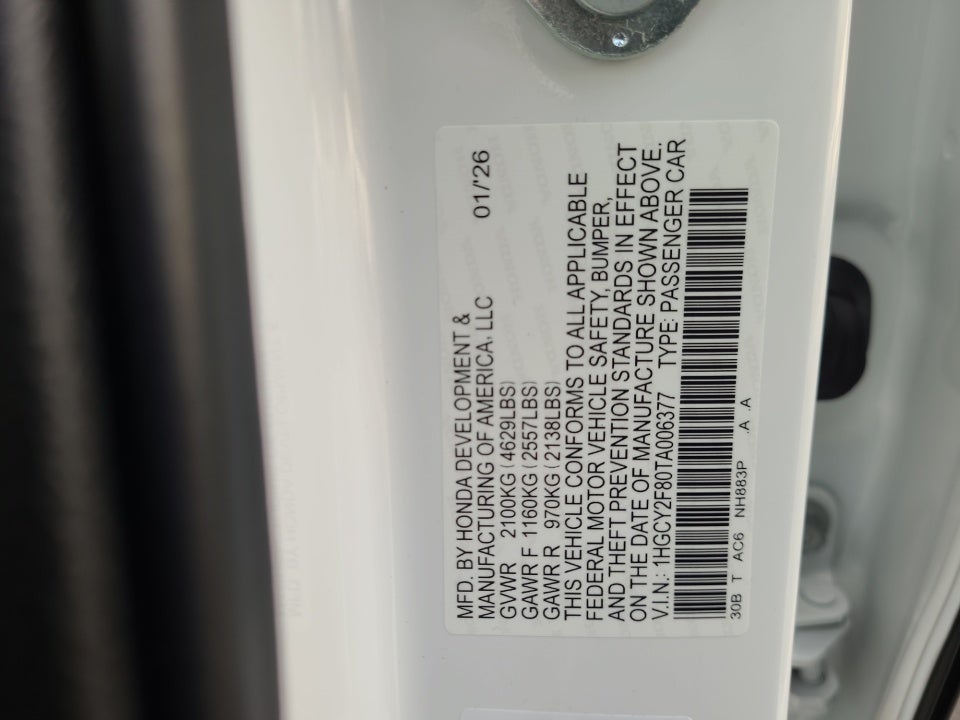 MFD. BY HONDA DEVELOPMENT &
MANUFACTURING OF AMERICA, LLC 01/'26
GVWR 2100KG (4629LBS)
GAWR F 1160KG (2557LBS)
GAWR R 970KG (2138LBS)
THIS VEHICLE CONFORMS TO ALL APPLICABLE
FEDERAL MOTOR VEHICLE SAFETY, BUMPER,
AND THEFT PREVENTION STANDARDS IN EFFECT
ON THE DATE OF MANUFACTURE SHOWN ABOVE.
V.I.N.: 1HGCY2F80TA006377 TYPE: PASSENGER CAR
30B T AC6 NH883P .A .A